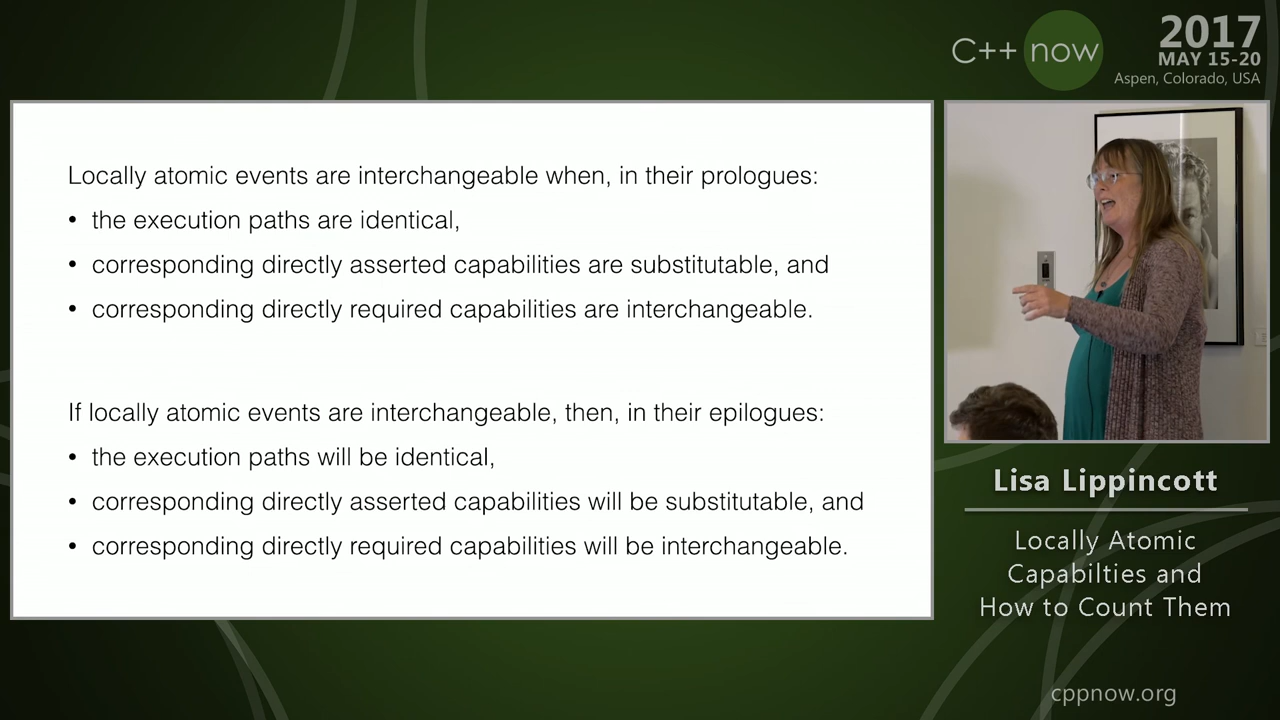 C++ now
2017
MAY 15-20
Aspen, Colorado, USA
Locally atomic events are interchangeable when, in their prologues:
• the execution paths are identical,
• corresponding directly asserted capabilities are substitutable, and
• corresponding directly required capabilities are interchangeable.
If locally atomic events are interchangeable, then, in their epilogues:
• the execution paths will be identical,
• corresponding directly asserted capabilities will be substitutable, and
• corresponding directly required capabilities will be interchangeable.
Lisa Lippincott
Locally Atomic
Capabilties and
How to Count Them
cppnow.org